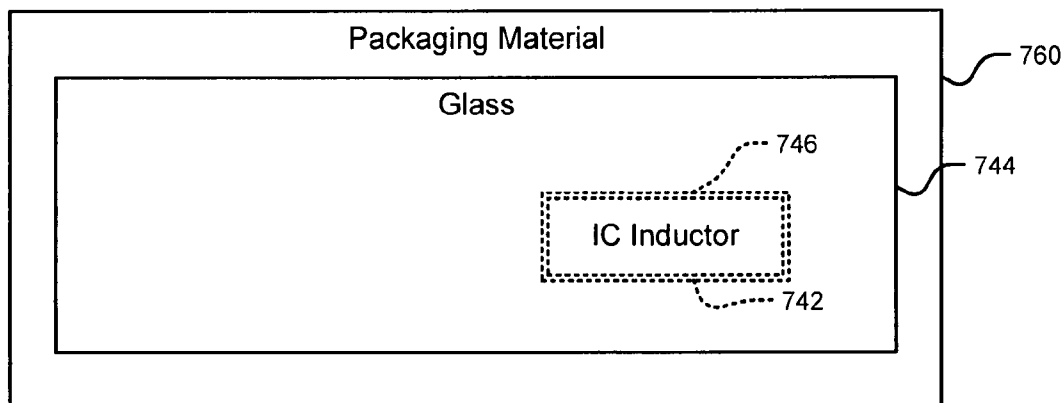 Packaging Material
760
Glass
746
744
IC Inductor
742